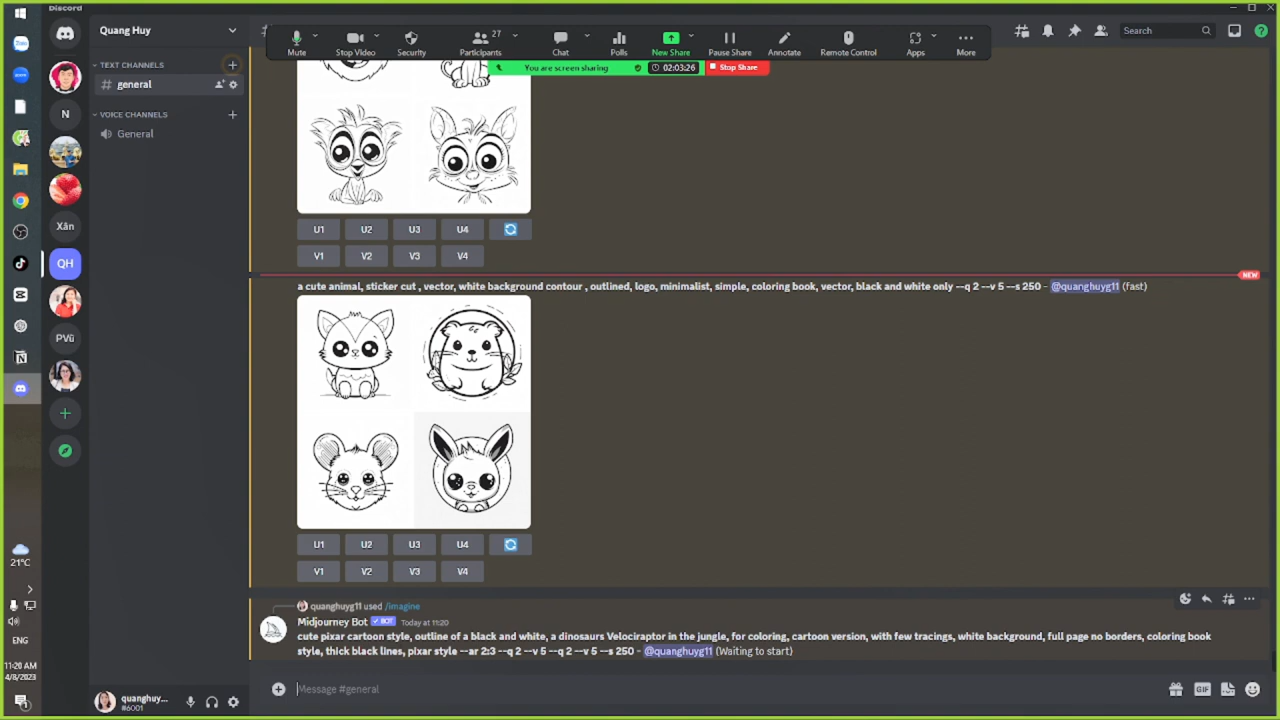 Discord
Quang Huy
Mute
Stop Video
Security
Participants
27
Chat
Polls
New Share
Pause Share
Annotate
Remote Control
Apps
More
Search
You are screen sharing
02:03:26
Stop Share
TEXT CHANNELS
general
VOICE CHANNELS
General
N
Xân
QH
PVù
U1 U2 U3 U4
V1 V2 V3 V4
NEW
a cute animal, sticker cut , vector, white background contour , outlined, logo, minimalist, simple, coloring book, vector, black and white only --q 2 --v 5 --s 250 - @quanghuyg11 (fast)
U1 U2 U3 U4
V1 V2 V3 V4
quanghuyg11 used /imagine
Midjourney Bot BOT Today at 11:20
cute pixar cartoon style, outline of a black and white, a dinosaurs Velociraptor in the jungle, for coloring, cartoon version, with few tracings, white background, full page no borders, coloring book
style, thick black lines, pixar style --ar 2:3 --q 2 --v 5 --q 2 --v 5 --s 250 - @quanghuyg11 (Waiting to start)
Message #general
GIF
quanghuy...
#6001
21°C
ENG
11:20 AM
4/8/2023